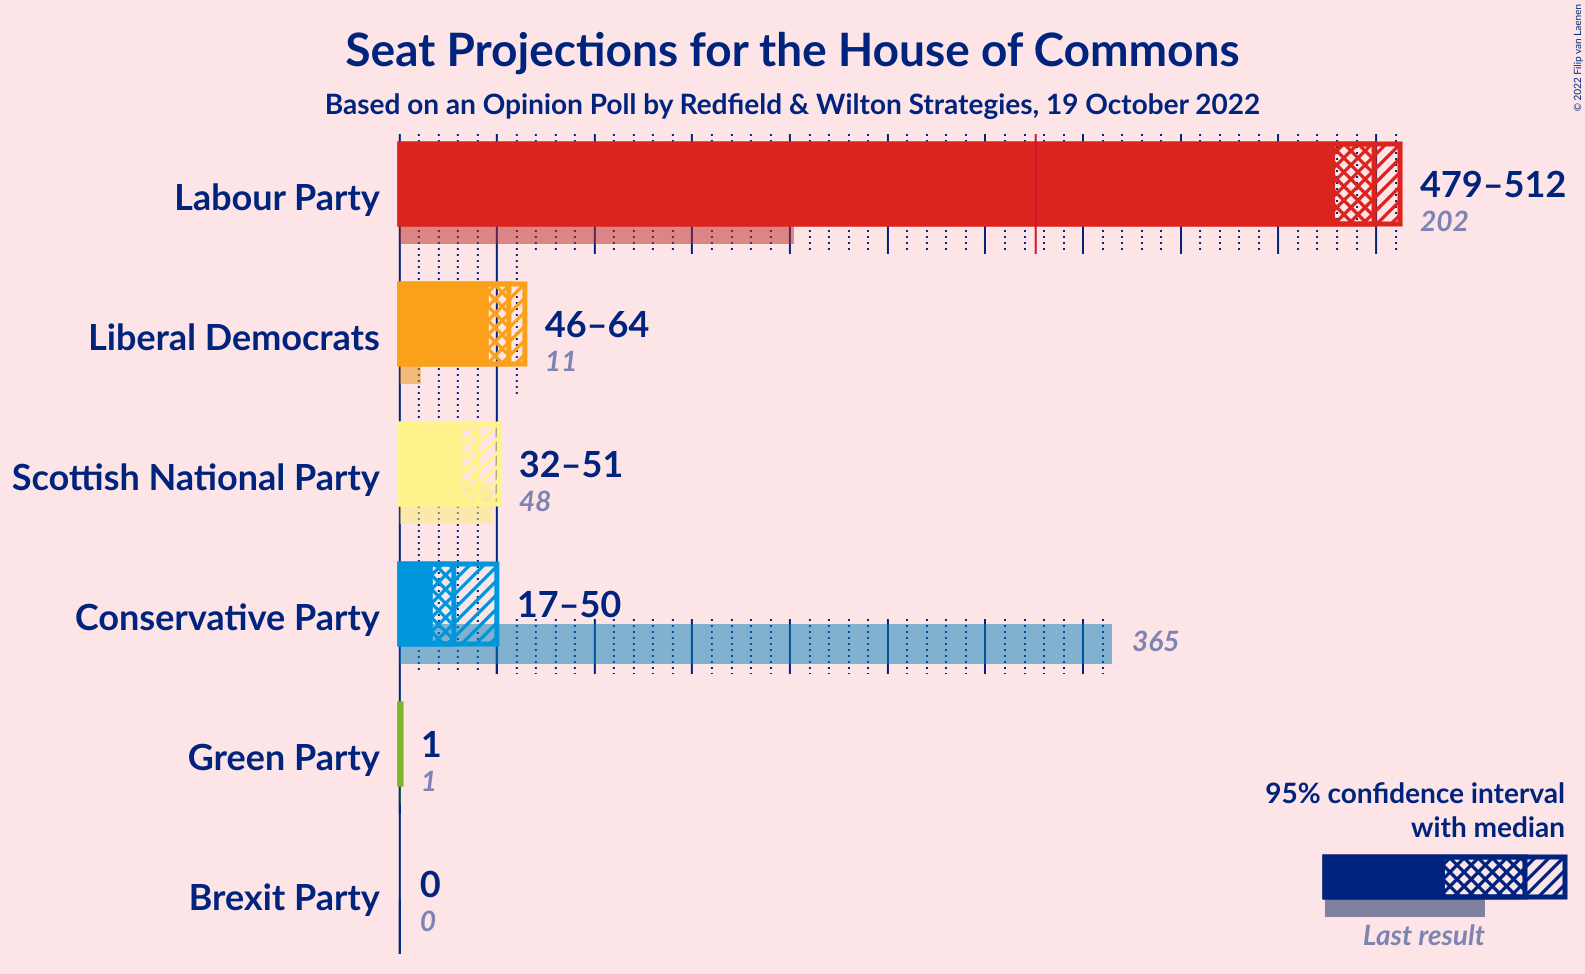 Seat Projections for the House of Commons
Based on an Opinion Poll by Redfield & Wilton Strategies, 19 October 2022
© 2022 Filip van Laenen
Labour Party
479–512
202
Liberal Democrats
46–64
11
Scottish National Party
32–51
48
Conservative Party
17–50
365
Green Party
1
1
Brexit Party
0
0
95% confidence interval
with median
Last result